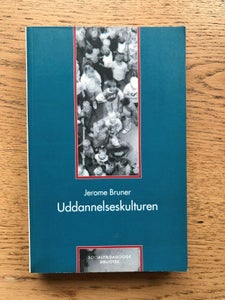 Jerome Bruner
Uddannelseskulturen
SOCIALPÆDAGOGISK
BIBLIOTEK